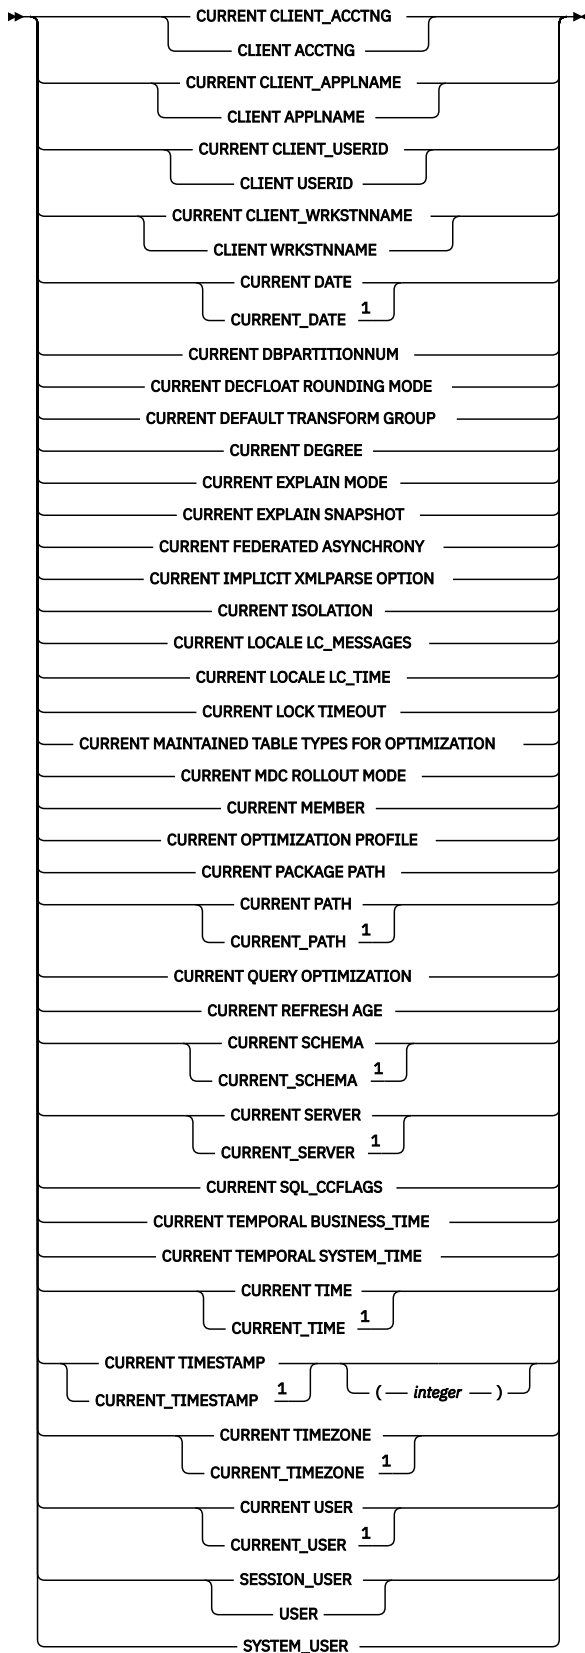 CURRENT CLIENT_ACCTNG
CLIENT ACCTNG
CURRENT CLIENT_APPLNAME
CLIENT APPLNAME
CURRENT CLIENT_USERID
CLIENT USERID
CURRENT CLIENT_WRKSTNNAME
CLIENT WRKSTNNAME
CURRENT DATE
CURRENT_DATE 1
CURRENT DBPARTITIONNUM
CURRENT DECFLOAT ROUNDING MODE
CURRENT DEFAULT TRANSFORM GROUP
CURRENT DEGREE
CURRENT EXPLAIN MODE
CURRENT EXPLAIN SNAPSHOT
CURRENT FEDERATED ASYNCHRONY
CURRENT IMPLICIT XMLPARSE OPTION
CURRENT ISOLATION
CURRENT LOCALE LC_MESSAGES
CURRENT LOCALE LC_TIME
CURRENT LOCK TIMEOUT
CURRENT MAINTAINED TABLE TYPES FOR OPTIMIZATION
CURRENT MDC ROLLOUT MODE
CURRENT MEMBER
CURRENT OPTIMIZATION PROFILE
CURRENT PACKAGE PATH
CURRENT PATH
CURRENT_PATH 1
CURRENT QUERY OPTIMIZATION
CURRENT REFRESH AGE
CURRENT SCHEMA
CURRENT_SCHEMA 1
CURRENT SERVER
CURRENT_SERVER 1
CURRENT SQL_CCFLAGS
CURRENT TEMPORAL BUSINESS_TIME
CURRENT TEMPORAL SYSTEM_TIME
CURRENT TIME
CURRENT_TIME 1
CURRENT TIMESTAMP
CURRENT_TIMESTAMP 1 ( integer )
CURRENT TIMEZONE
CURRENT_TIMEZONE 1
CURRENT USER
CURRENT_USER 1
SESSION_USER
USER
SYSTEM_USER